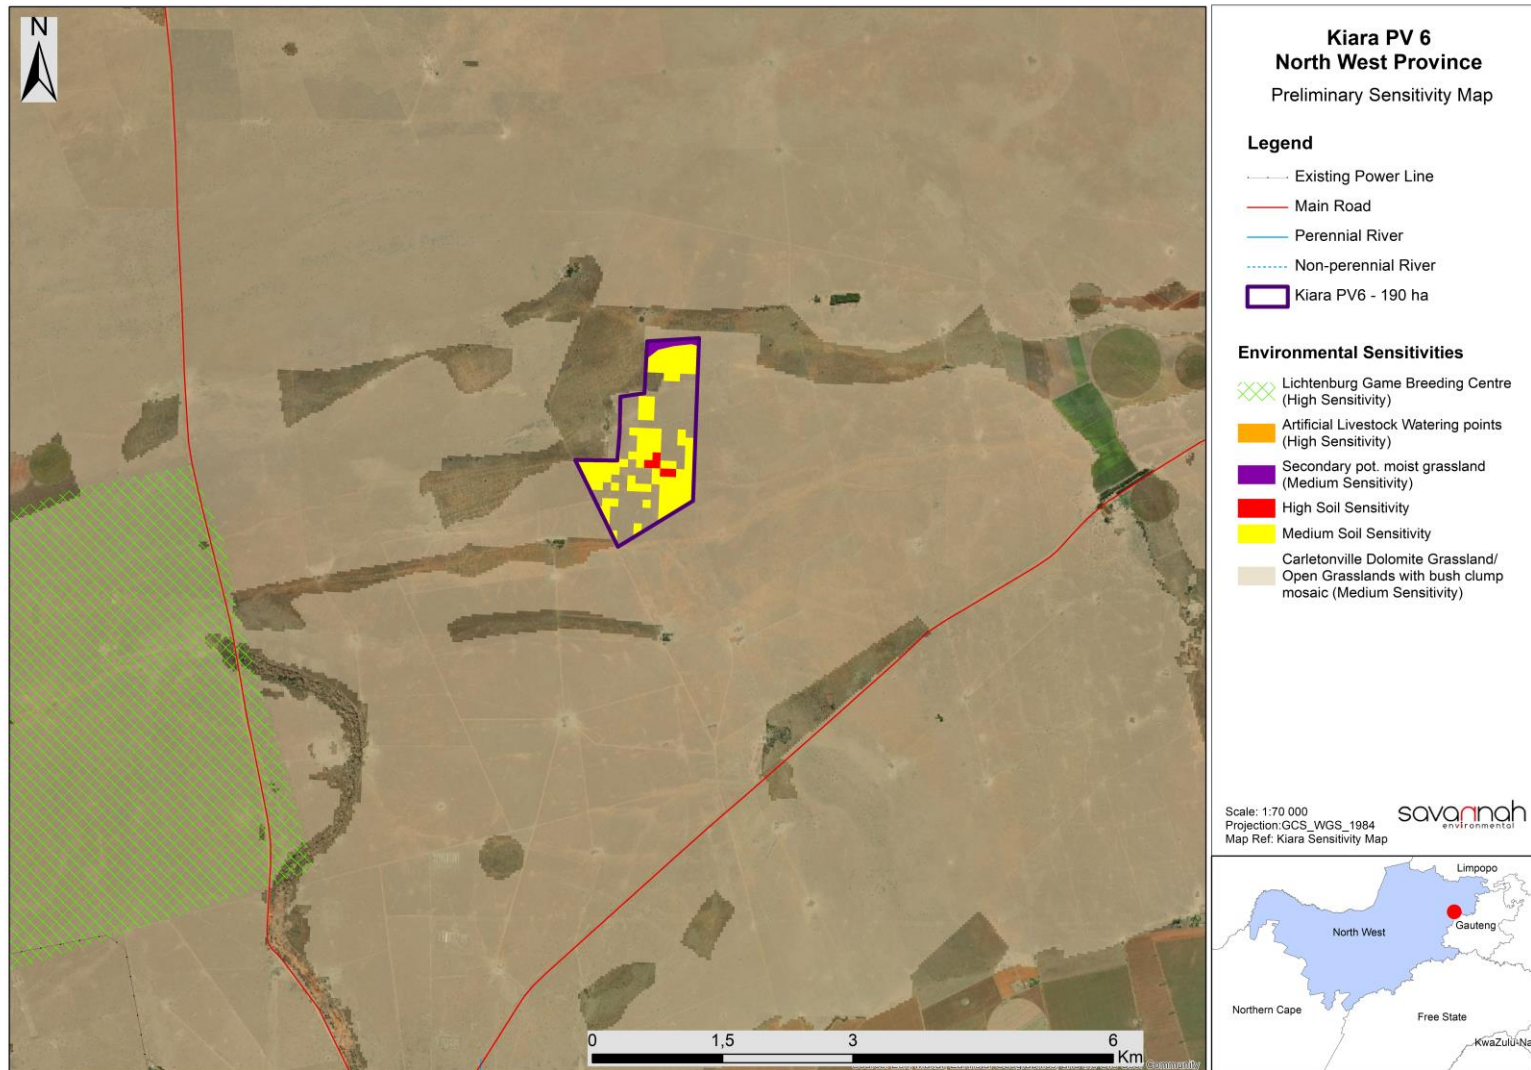 N
Kiara PV 6
North West Province
Preliminary Sensitivity Map
Legend
Existing Power Line
Main Road
Perennial River
Non-perennial River
Kiara PV6 - 190 ha
Environmental Sensitivities
Lichtenburg Game Breeding Centre
(High Sensitivity)
Artificial Livestock Watering points
(High Sensitivity)
Secondary pot. moist grassland
(Medium Sensitivity)
High Soil Sensitivity
Medium Soil Sensitivity
Carletonville Dolomite Grassland/
Open Grasslands with bush clump
mosaic (Medium Sensitivity)
Scale: 1:70 000
Projection:GCS_WGS_1984
Map Ref: Kiara Sensitivity Map
savannah
environmental
Limpopo
North West
Gauteng
Northern Cape
Free State
KwaZulu-Na
0 1,5 3 6
Km
Community